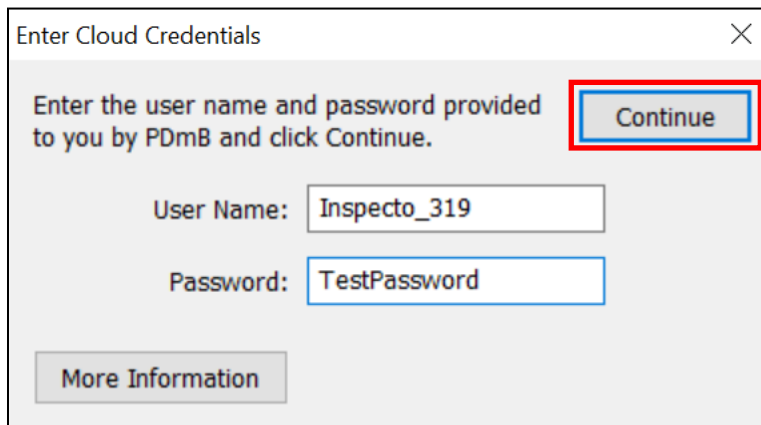 Enter Cloud Credentials
Enter the user name and password provided
to you by PDmB and click Continue.
Continue
User Name: Inspecto_319
Password: TestPassword
More Information